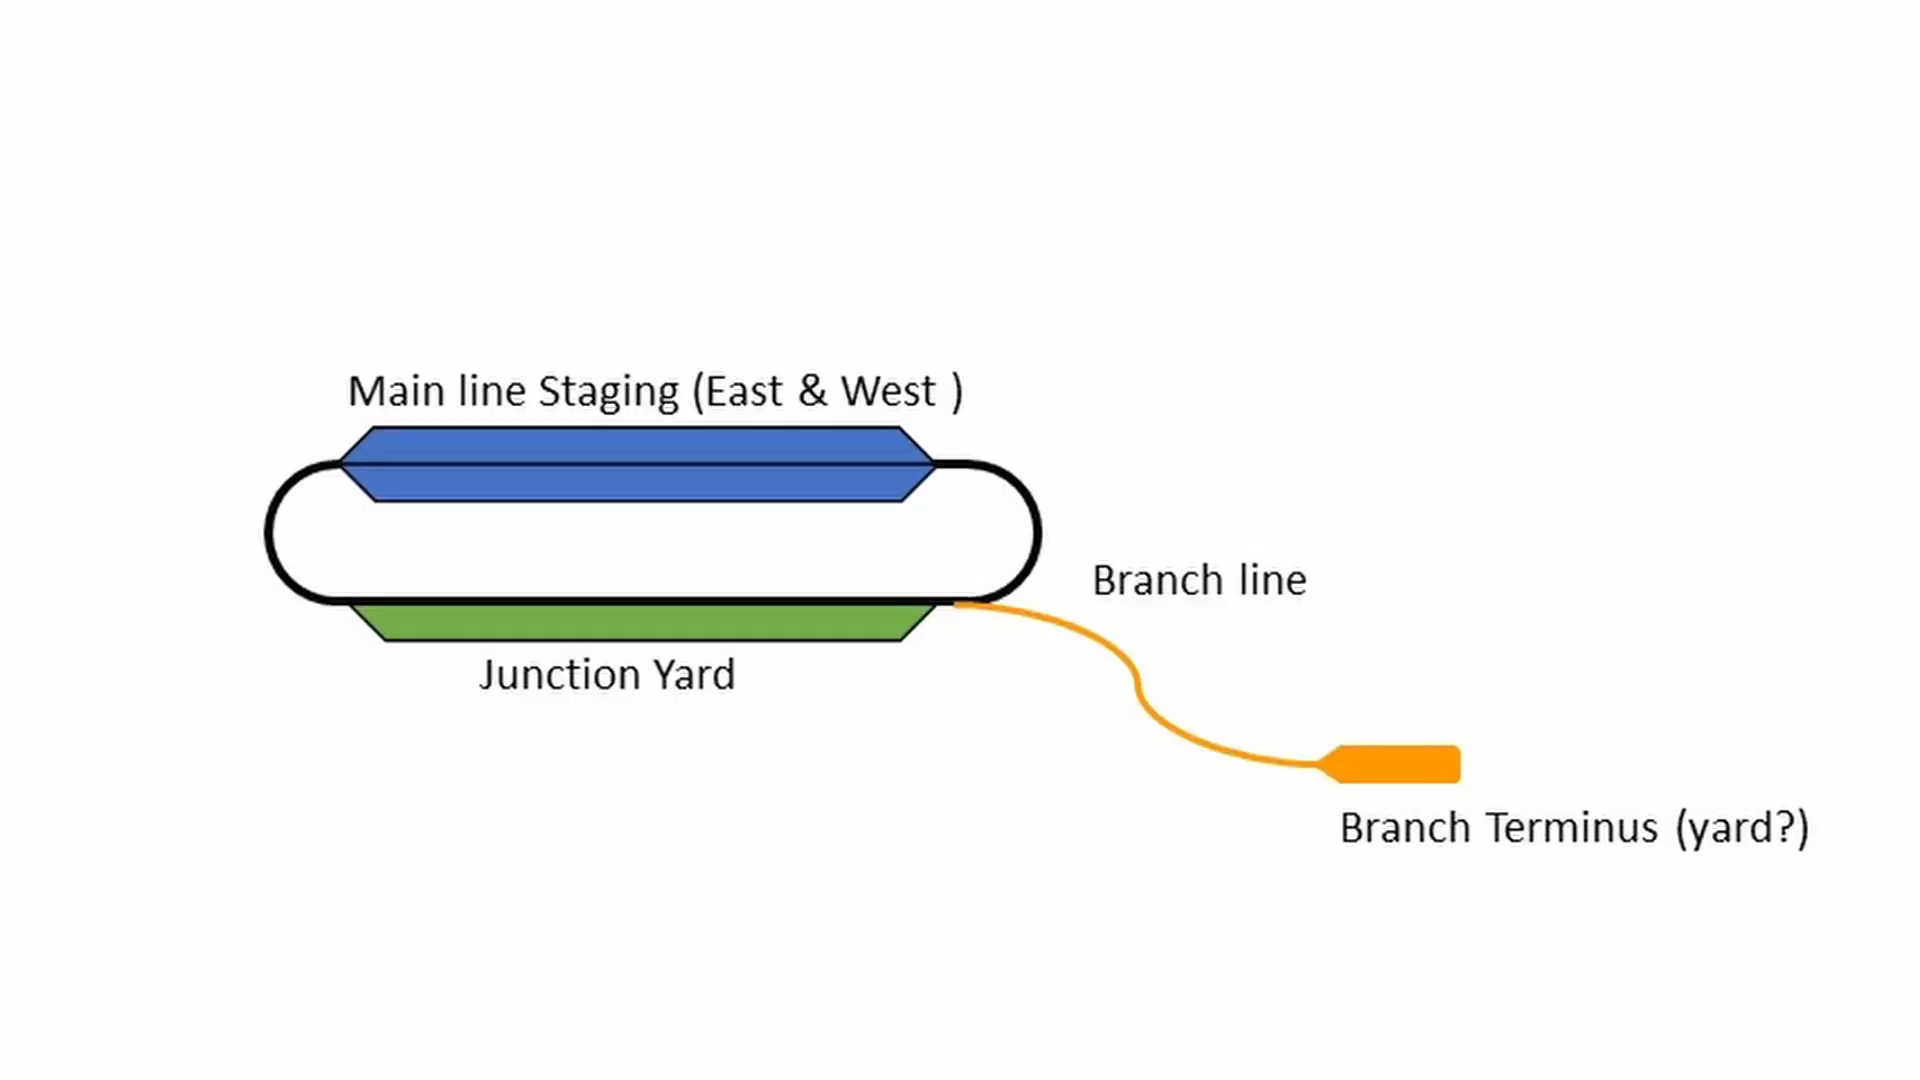 Main line Staging (East & West )
Branch line
Junction Yard
Branch Terminus (yard?)